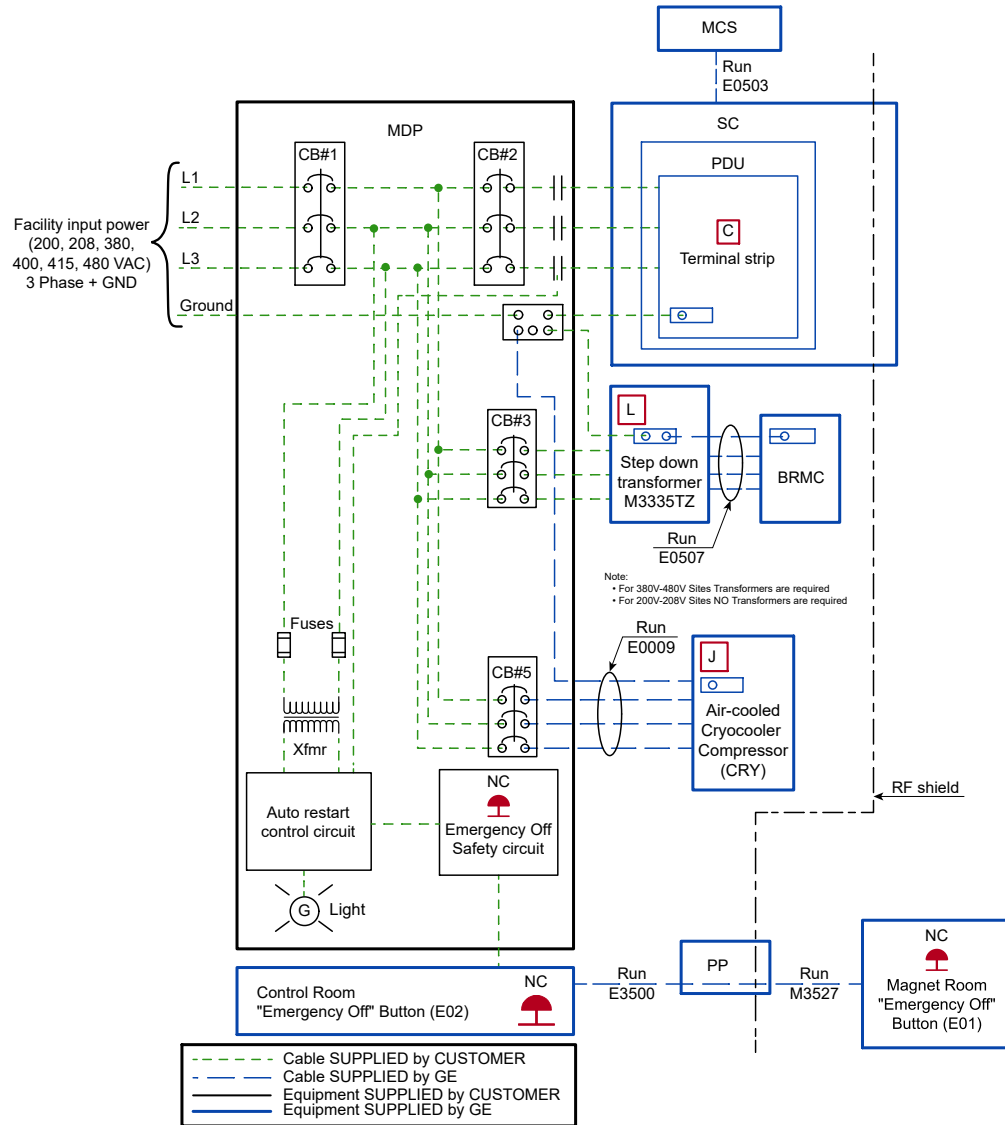 MCS
Run
E0503
MDP
SC
CB#1
CB#2
PDU
L1
L2
L3
Ground
Facility input power
(200, 208, 380,
400, 415, 480 VAC)
3 Phase + GND
C
Terminal strip
CB#3
L
Step down
transformer
M3335TZ
BRMC
Run
E0507
Note:
• For 380V-480V Sites Transformers are required
• For 200V-208V Sites NO Transformers are required
Fuses
Run
E0009
CB#5
J
Air-cooled
Cryocooler
Compressor
(CRY)
Xfmr
RF shield
Auto restart
control circuit
NC
Emergency Off
Safety circuit
G
Light
Control Room
"Emergency Off" Button (E02)
NC
Run
E3500
PP
Run
M3527
NC
Magnet Room
"Emergency Off"
Button (E01)
Cable SUPPLIED by CUSTOMER
Cable SUPPLIED by GE
Equipment SUPPLIED by CUSTOMER
Equipment SUPPLIED by GE